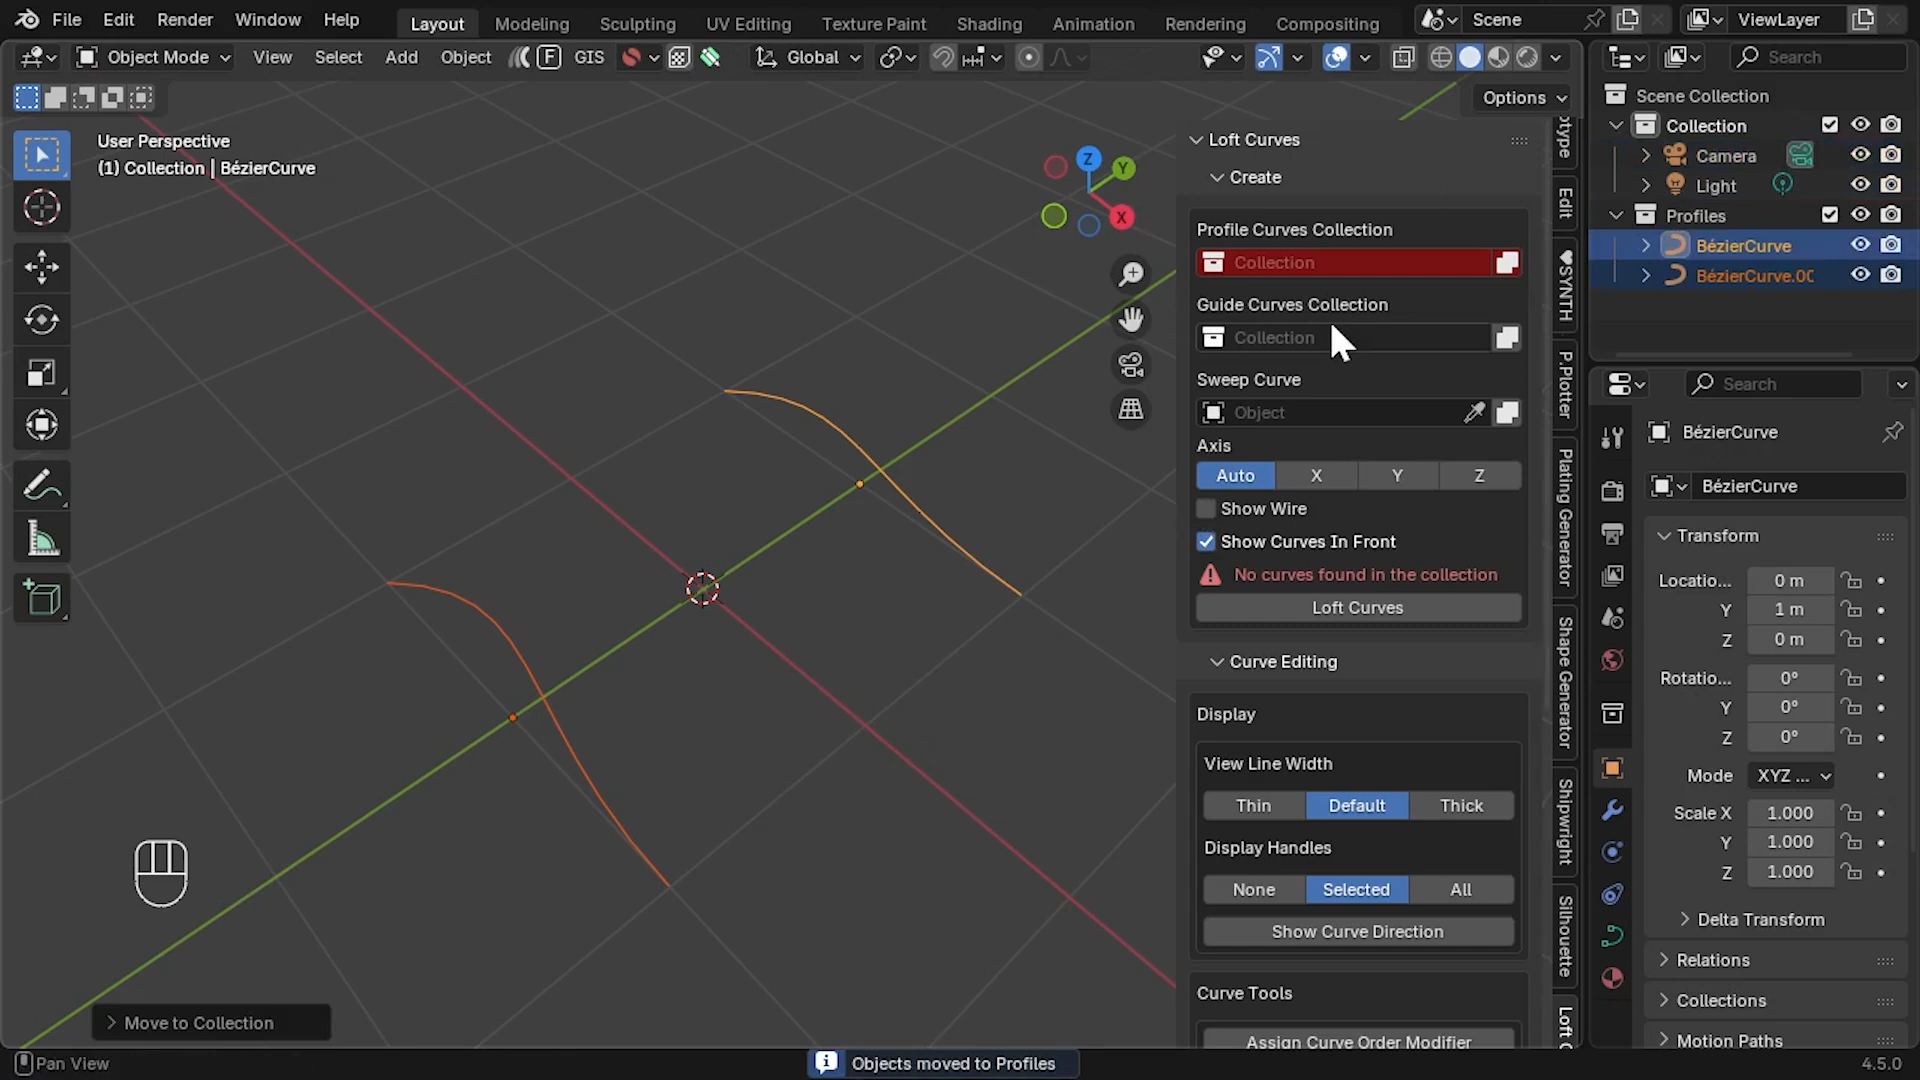 File Edit Render Window Help Layout Modeling Sculpting UV Editing Texture Paint Shading Animation Rendering Compositing Scene ViewLayer
Object Mode View Select Add Object F GIS Global Search
Options
Scene Collection
Collection
Camera
Light
Profiles
BézierCurve
BézierCurve.00
User Perspective
(1) Collection | BézierCurve
Z
Y
X
Loft Curves
Create
Profile Curves Collection
Collection
Guide Curves Collection
Collection
Sweep Curve
Object
Axis
Auto X Y Z
Show Wire
Show Curves In Front
No curves found in the collection
Loft Curves
Curve Editing
Display
View Line Width
Thin Default Thick
Display Handles
None Selected All
Show Curve Direction
Curve Tools
Assign Curve Order Modifier
otype
Edit
♥SYNTH
P.Plotter
Plating Generator
Shape Generator
Shipwright
Silhouette
Loft C
Search
BézierCurve
BézierCurve
Transform
Locatio... 0 m
Y 1 m
Z 0 m
Rotatio... 0°
Y 0°
Z 0°
Mode XYZ ...
Scale X 1.000
Y 1.000
Z 1.000
Delta Transform
Relations
Collections
Motion Paths
Move to Collection
Pan View
Objects moved to Profiles
4.5.0